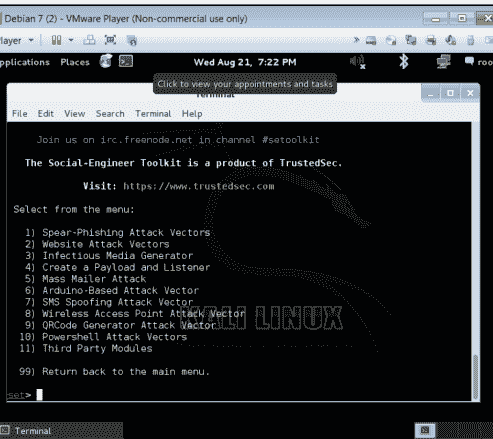 Debian 7 (2) - VMware Player (Non-commercial use only)
layer
pplications Places Wed Aug 21, 7:22 PM roo
Click to view your appointments and tasks
Terminal
File Edit View Search Terminal Help
Join us on irc.freenode.net in channel #setoolkit
The Social-Engineer Toolkit is a product of TrustedSec.
Visit: https://www.trustedsec.com
Select from the menu:
1) Spear-Phishing Attack Vectors
2) Website Attack Vectors
3) Infectious Media Generator
4) Create a Payload and Listener
5) Mass Mailer Attack
6) Arduino-Based Attack Vector
7) SMS Spoofing Attack Vector
8) Wireless Access Point Attack Vector
9) QRCode Generator Attack Vector
10) Powershell Attack Vectors
11) Third Party Modules
KALI LINUX
99) Return back to the main menu.
set>
Terminal